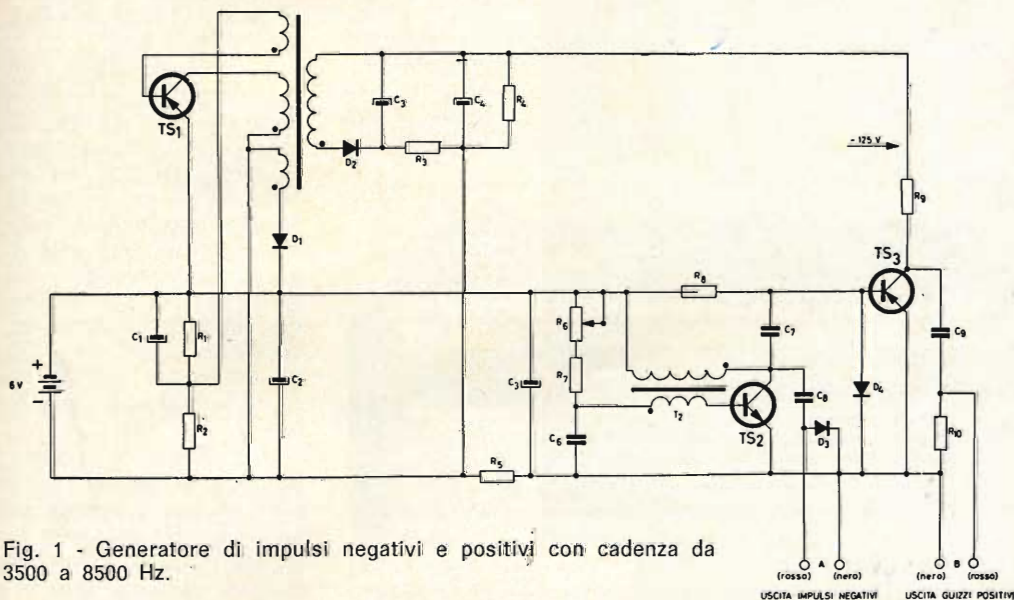 TS1
C3
C4
R4
D2
R3
- 125 V
R9
D1
TS3
R8
C1
R1
R6
C7
C9
6 V
+
-
C2
C3
R7
D4
R2
T2
C8
C6
TS2
D3
R10
R5
Fig. 1 - Generatore di impulsi negativi e positivi con cadenza da
3500 a 8500 Hz.
A
B
(rosso) (nero) (nero) (rosso)
USCITA IMPULSI NEGATIVI USCITA GUIZZI POSITIVI